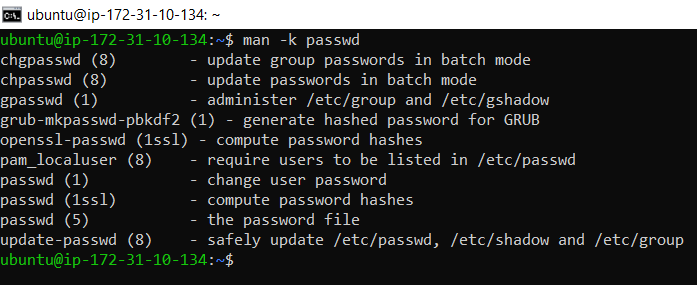 ubuntu@ip-172-31-10-134: ~
ubuntu@ip-172-31-10-134:~$ man -k passwd
chgpasswd (8)        - update group passwords in batch mode
chpasswd (8)         - update passwords in batch mode
gpasswd (1)          - administer /etc/group and /etc/gshadow
grub-mkpasswd-pbkdf2 (1) - generate hashed password for GRUB
openssl-passwd (1ssl) - compute password hashes
pam_localuser (8)    - require users to be listed in /etc/passwd
passwd (1)           - change user password
passwd (1ssl)        - compute password hashes
passwd (5)           - the password file
update-passwd (8)    - safely update /etc/passwd, /etc/shadow and /etc/group
ubuntu@ip-172-31-10-134:~$